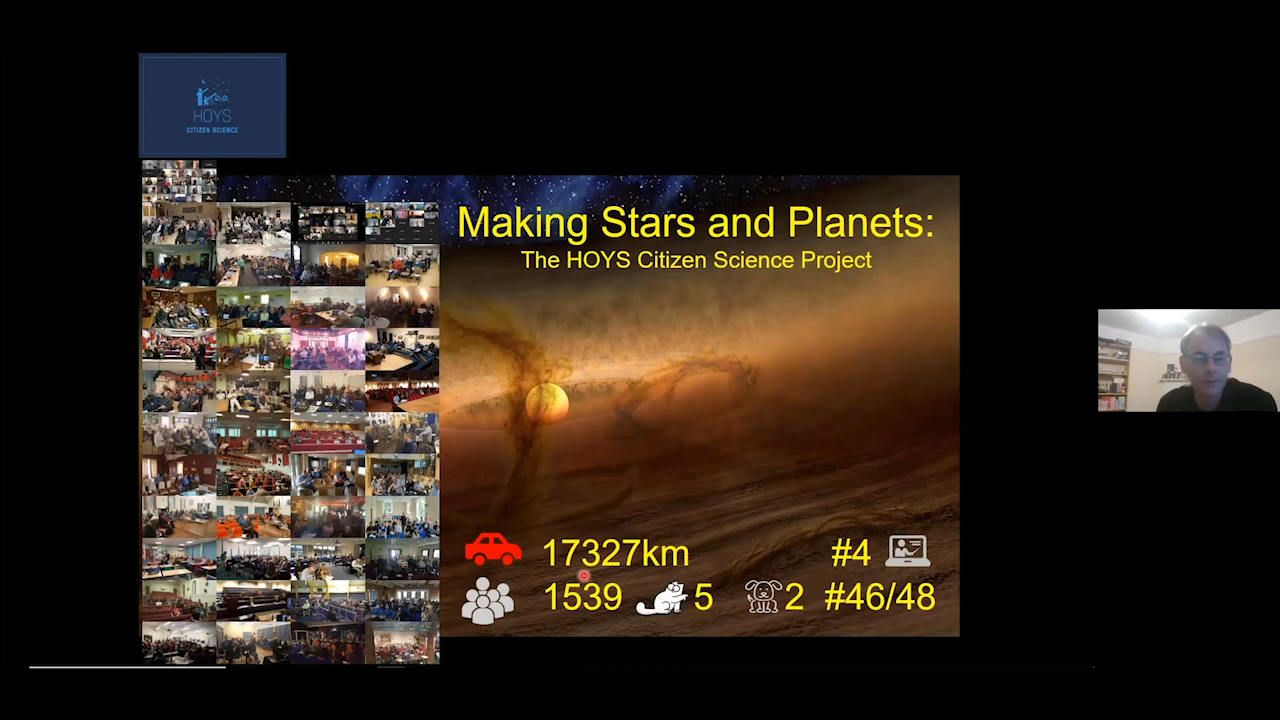 HOYS
CITIZEN SCIENCE
Making Stars and Planets:
The HOYS Citizen Science Project
17327km
#4
1539
5
2
#46/48